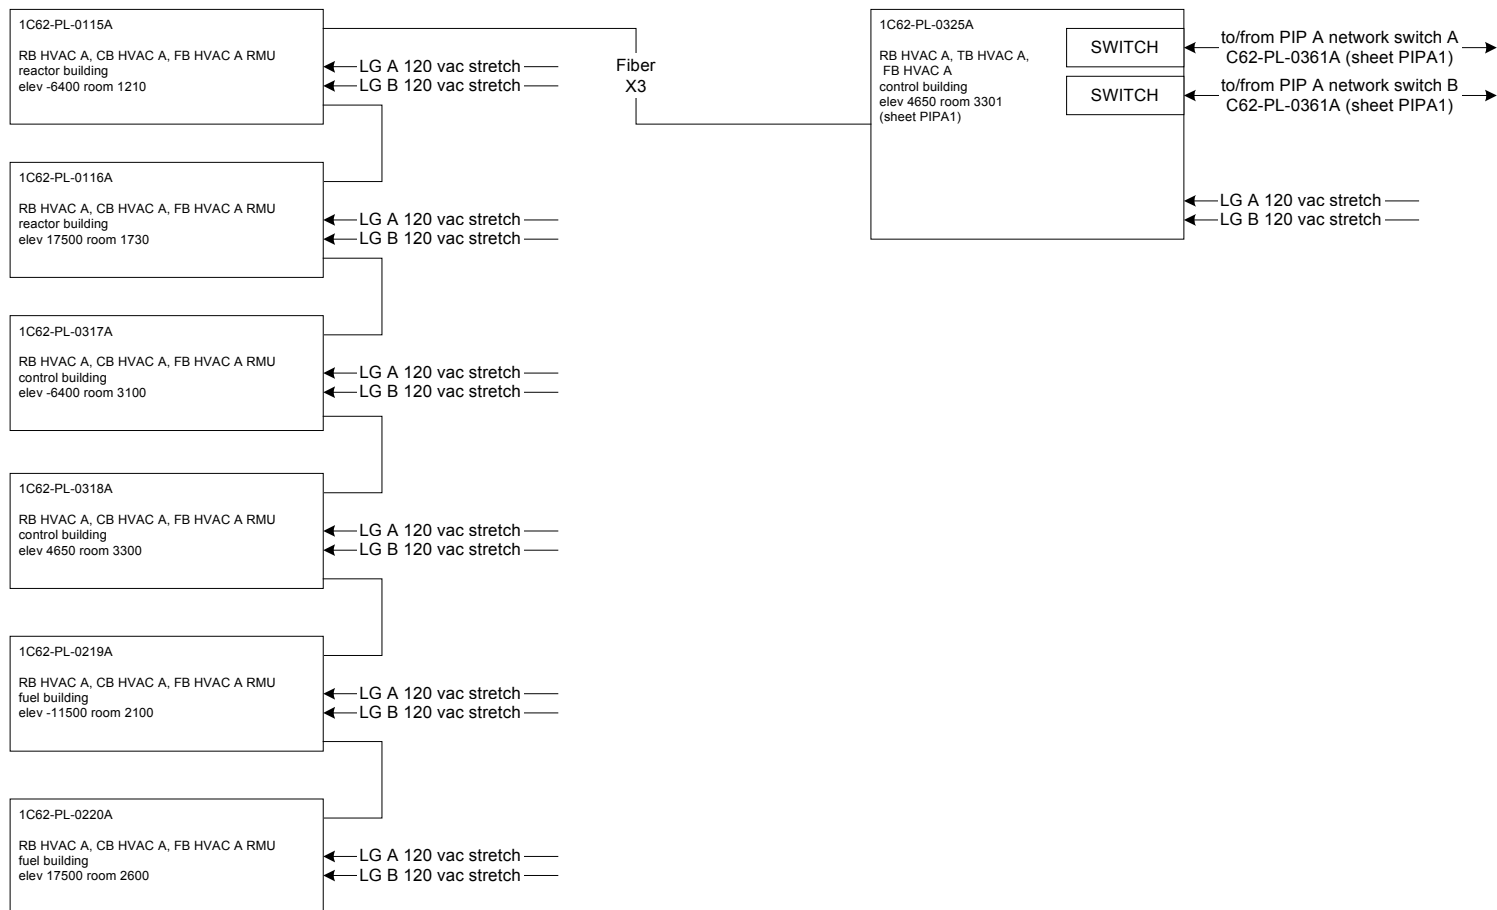 1C62-PL-0115A
RB HVAC A, CB HVAC A, FB HVAC A RMU
reactor building
elev -6400 room 1210
LG A 120 vac stretch
LG B 120 vac stretch
Fiber
X3
1C62-PL-0325A
RB HVAC A, TB HVAC A,
FB HVAC A
control building
elev 4650 room 3301
(sheet PIPA1)
SWITCH
to/from PIP A network switch A
C62-PL-0361A (sheet PIPA1)
SWITCH
to/from PIP A network switch B
C62-PL-0361A (sheet PIPA1)
LG A 120 vac stretch
LG B 120 vac stretch
1C62-PL-0116A
RB HVAC A, CB HVAC A, FB HVAC A RMU
reactor building
elev 17500 room 1730
LG A 120 vac stretch
LG B 120 vac stretch
1C62-PL-0317A
RB HVAC A, CB HVAC A, FB HVAC A RMU
control building
elev -6400 room 3100
LG A 120 vac stretch
LG B 120 vac stretch
1C62-PL-0318A
RB HVAC A, CB HVAC A, FB HVAC A RMU
control building
elev 4650 room 3300
LG A 120 vac stretch
LG B 120 vac stretch
1C62-PL-0219A
RB HVAC A, CB HVAC A, FB HVAC A RMU
fuel building
elev -11500 room 2100
LG A 120 vac stretch
LG B 120 vac stretch
1C62-PL-0220A
RB HVAC A, CB HVAC A, FB HVAC A RMU
fuel building
elev 17500 room 2600
LG A 120 vac stretch
LG B 120 vac stretch